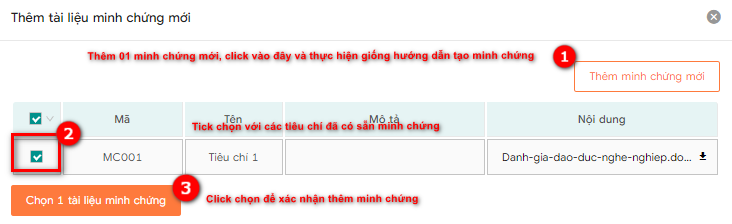 Thêm tài liệu minh chứng mới
Thêm 01 minh chứng mới, click vào đây và thực hiện giống hướng dẫn tạo minh chứng
1
Thêm minh chứng mới
Mã
Tên
Mô tả
Nội dung
2
Tick chọn với các tiêu chí đã có sẵn minh chứng
MC001
Tiêu chí 1
Danh-gia-dao-duc-nghe-nghiep.do...
3
Chọn 1 tài liệu minh chứng
Click chọn để xác nhận thêm minh chứng